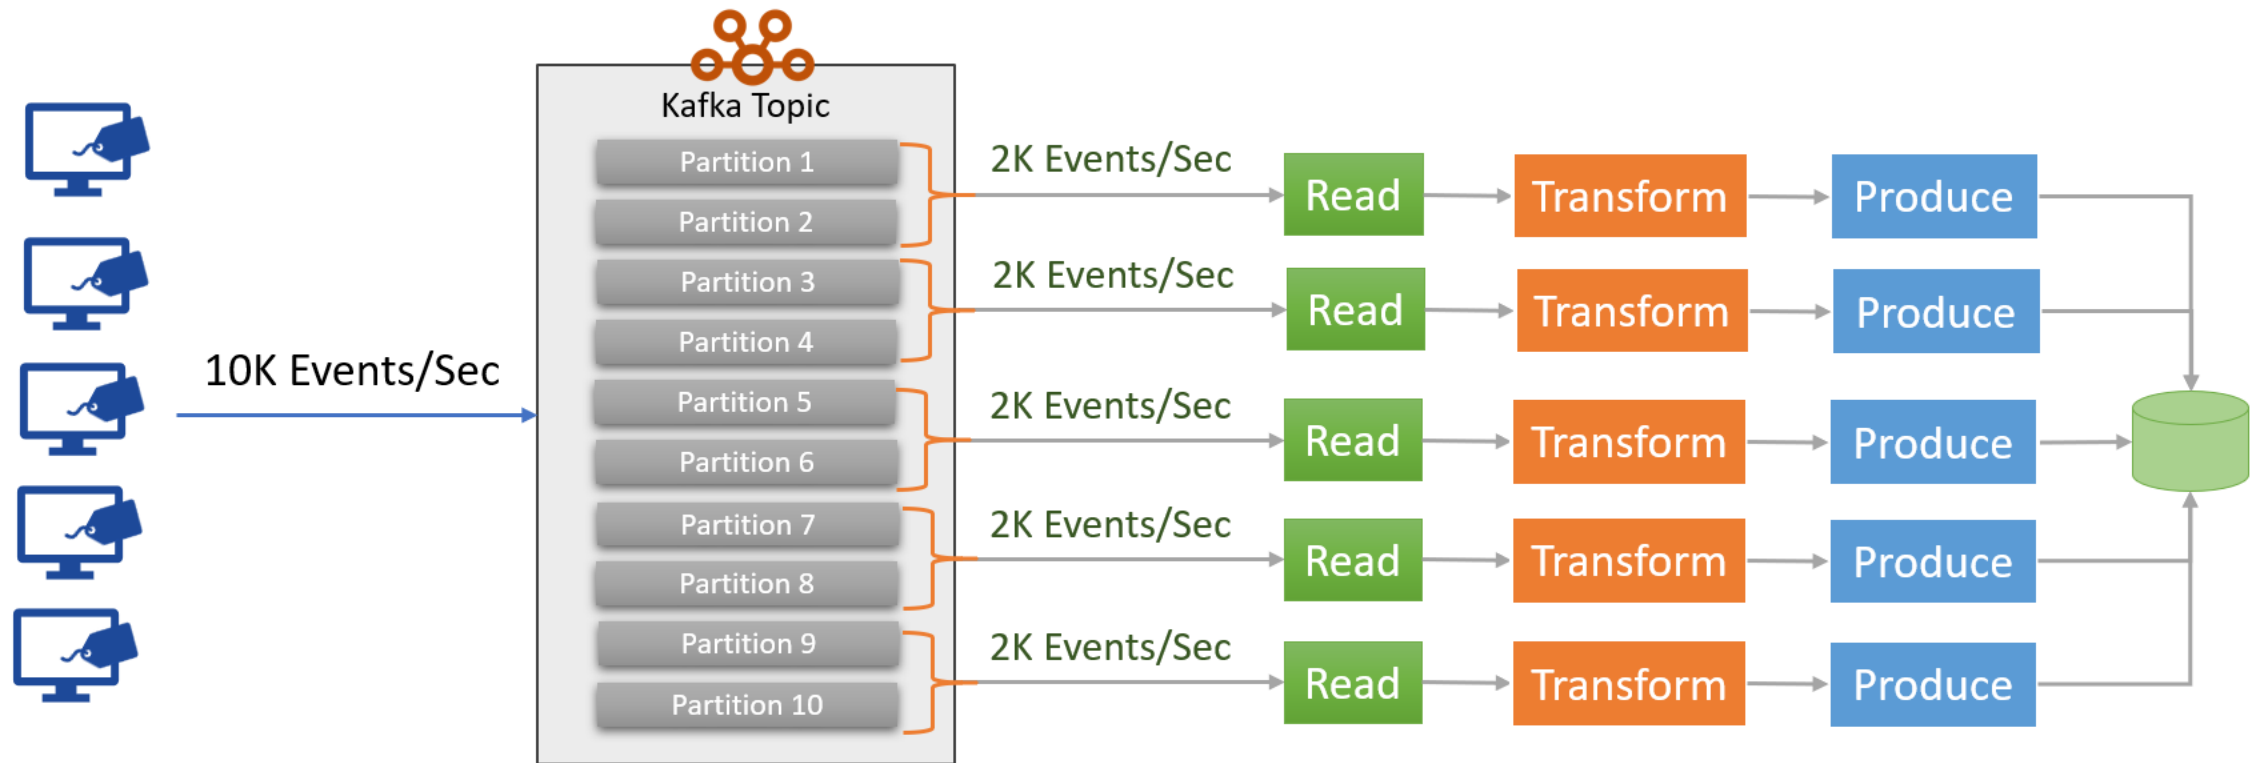 Kafka Topic
Partition 1
Partition 2
Partition 3
Partition 4
Partition 5
Partition 6
Partition 7
Partition 8
Partition 9
Partition 10
10K Events/Sec
2K Events/Sec
Read
Transform
Produce
2K Events/Sec
Read
Transform
Produce
2K Events/Sec
Read
Transform
Produce
2K Events/Sec
Read
Transform
Produce
2K Events/Sec
Read
Transform
Produce